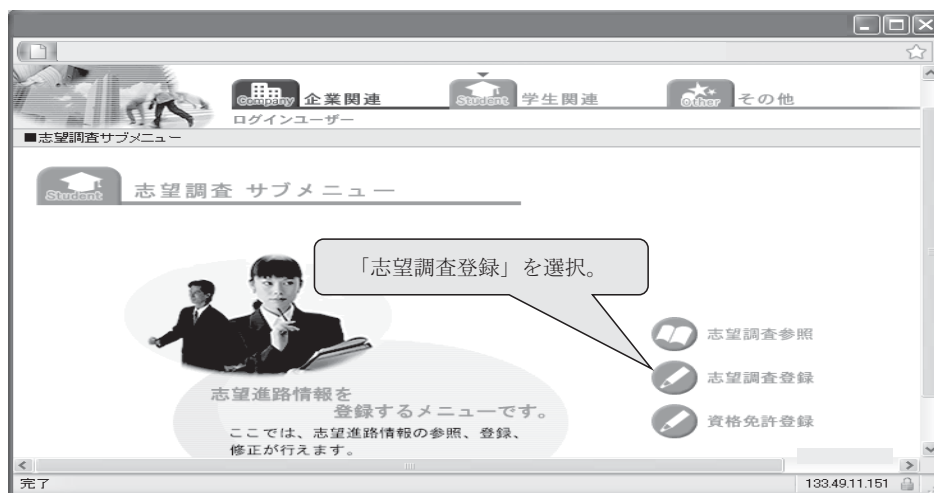 Company 企業関連
Student 学生関連
Other その他
ログインユーザー
■志望調査サブメニュー
Student 志望調査 サブメニュー
「志望調査登録」を選択。
志望調査参照
志望調査登録
資格免許登録
志望進路情報を
登録するメニューです。
ここでは、志望進路情報の参照、登録、
修正が行えます。
完了
133.49.11.151